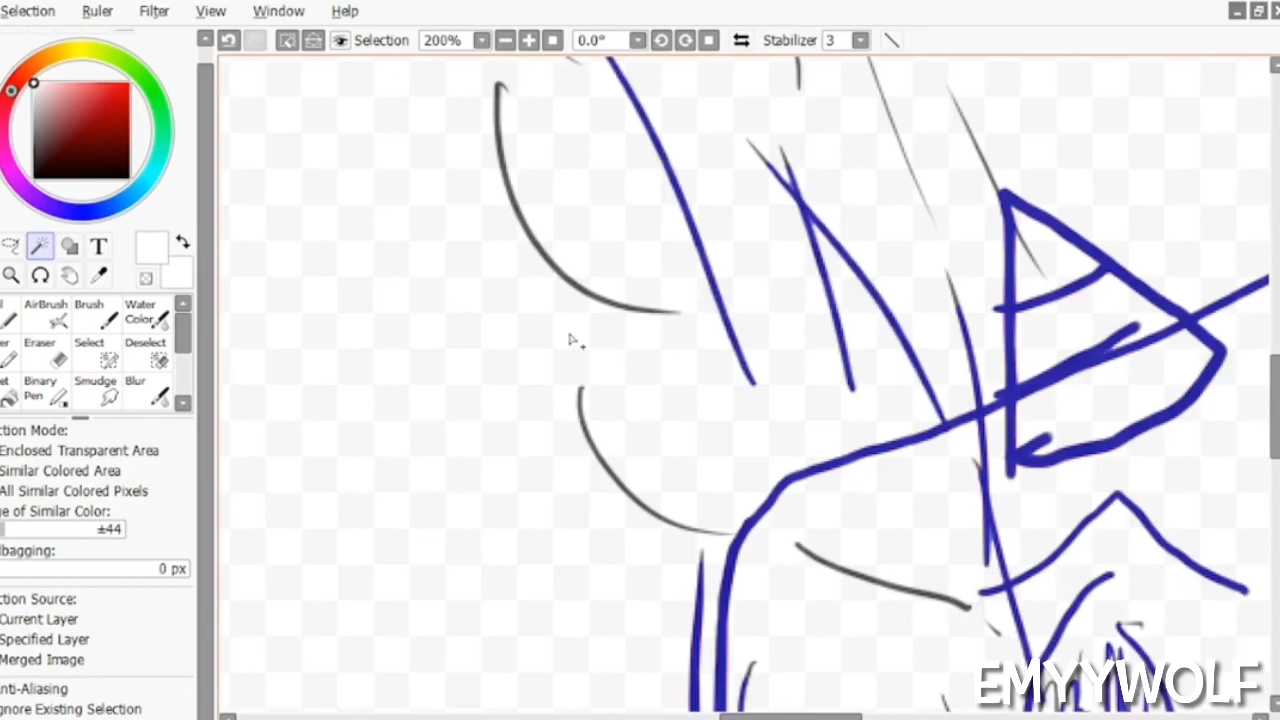 Selection Ruler Filter View Window Help
Selection 200% 0.0° Stabilizer 3
T
AirBrush Brush Water Color
Eraser Select Deselect
Binary Pen Smudge Blur
ction Mode:
Enclosed Transparent Area
Similar Colored Area
All Similar Colored Pixels
ge of Similar Color:
±44
lbagging:
0 px
ction Source:
Current Layer
Specified Layer
Merged Image
nti-Aliasing
gnore Existing Selection
EMYYWOLF